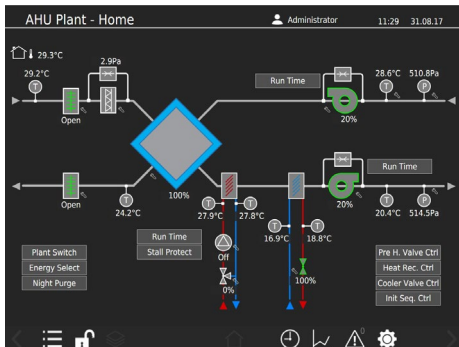 AHU Plant - Home
Administrator
11:29 31.08.17
29.3°C
29.2°C
2.9Pa
Run Time
28.6°C
510.8Pa
T
T
P
Open
20%
Run Time
Open
T
24.2°C
100%
20%
T
P
20.4°C
514.5Pa
T
T
27.9°C
27.8°C
T
T
16.9°C
18.8°C
Run Time
Stall Protect
Off
0%
100%
Plant Switch
Energy Select
Night Purge
Pre H. Valve Ctrl
Heat Rec. Ctrl
Cooler Valve Ctrl
Init Seq. Ctrl
0